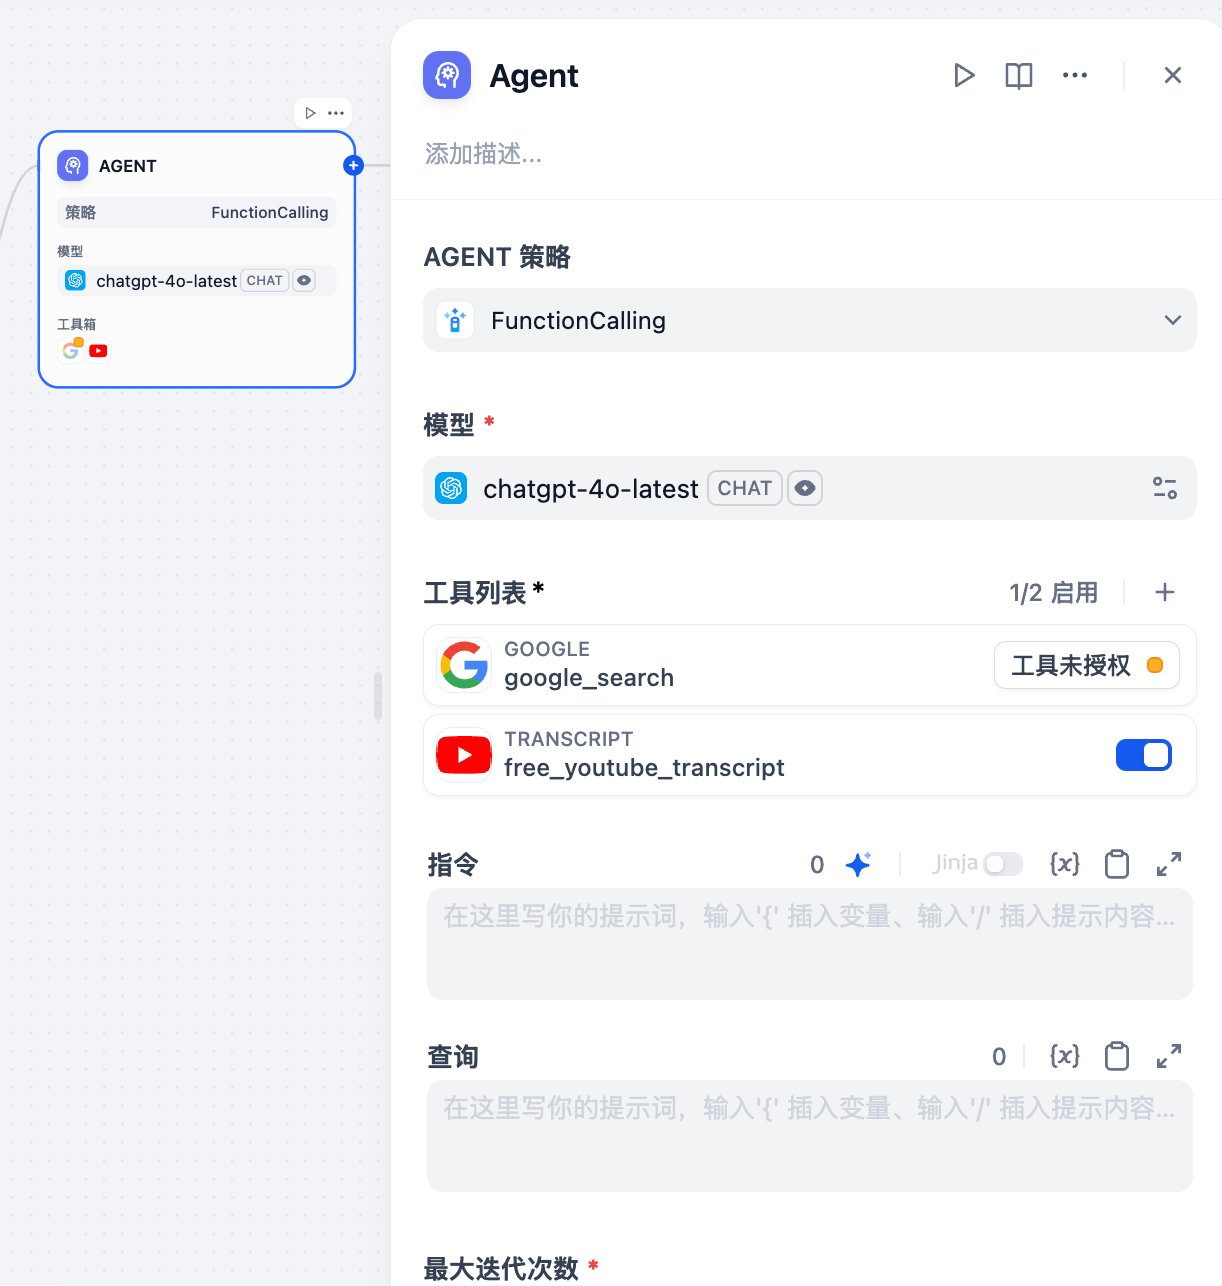 AGENT
策略 FunctionCalling
模型
chatgpt-4o-latest CHAT
工具箱
Agent
添加描述...
AGENT 策略
FunctionCalling
模型 *
chatgpt-4o-latest CHAT
工具列表 * 1/2 启用
GOOGLE
google_search
工具未授权
TRANSCRIPT
free_youtube_transcript
指令 0 Jinja {x}
在这里写你的提示词，输入'{' 插入变量、输入'/' 插入提示内容...
查询 0 {x}
在这里写你的提示词，输入'{' 插入变量、输入'/' 插入提示内容...
最大迭代次数 *